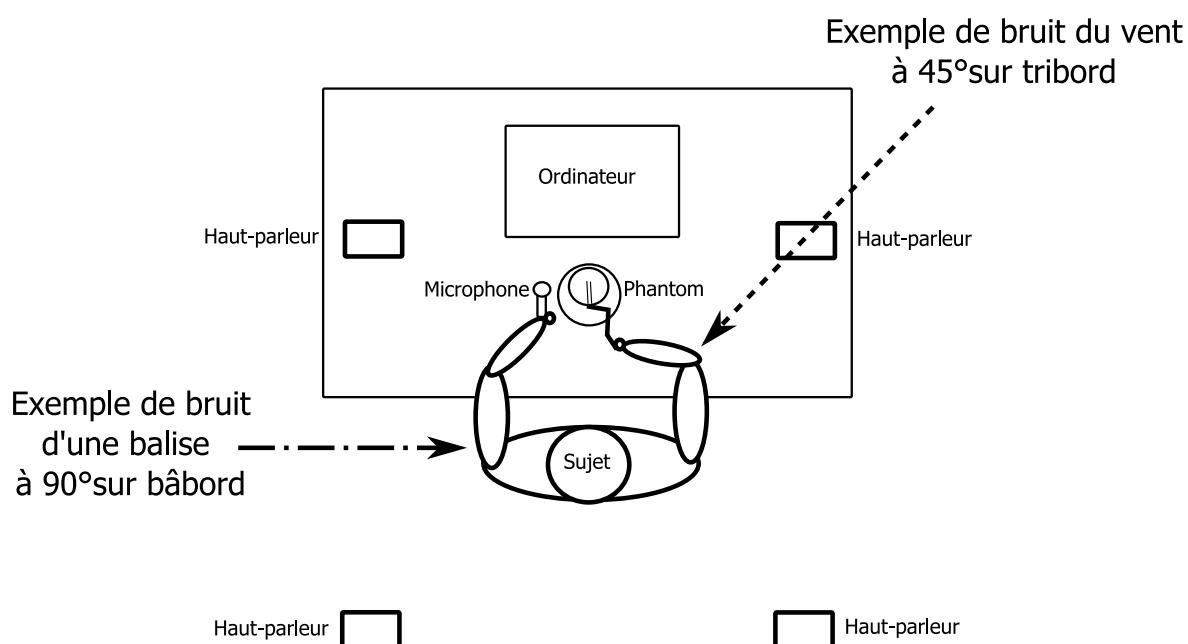 Exemple de bruit du vent
à 45°sur tribord
Ordinateur
Haut-parleur
Haut-parleur
Microphone
Phantom
Exemple de bruit
d'une balise
à 90°sur bâbord
Sujet
Haut-parleur
Haut-parleur